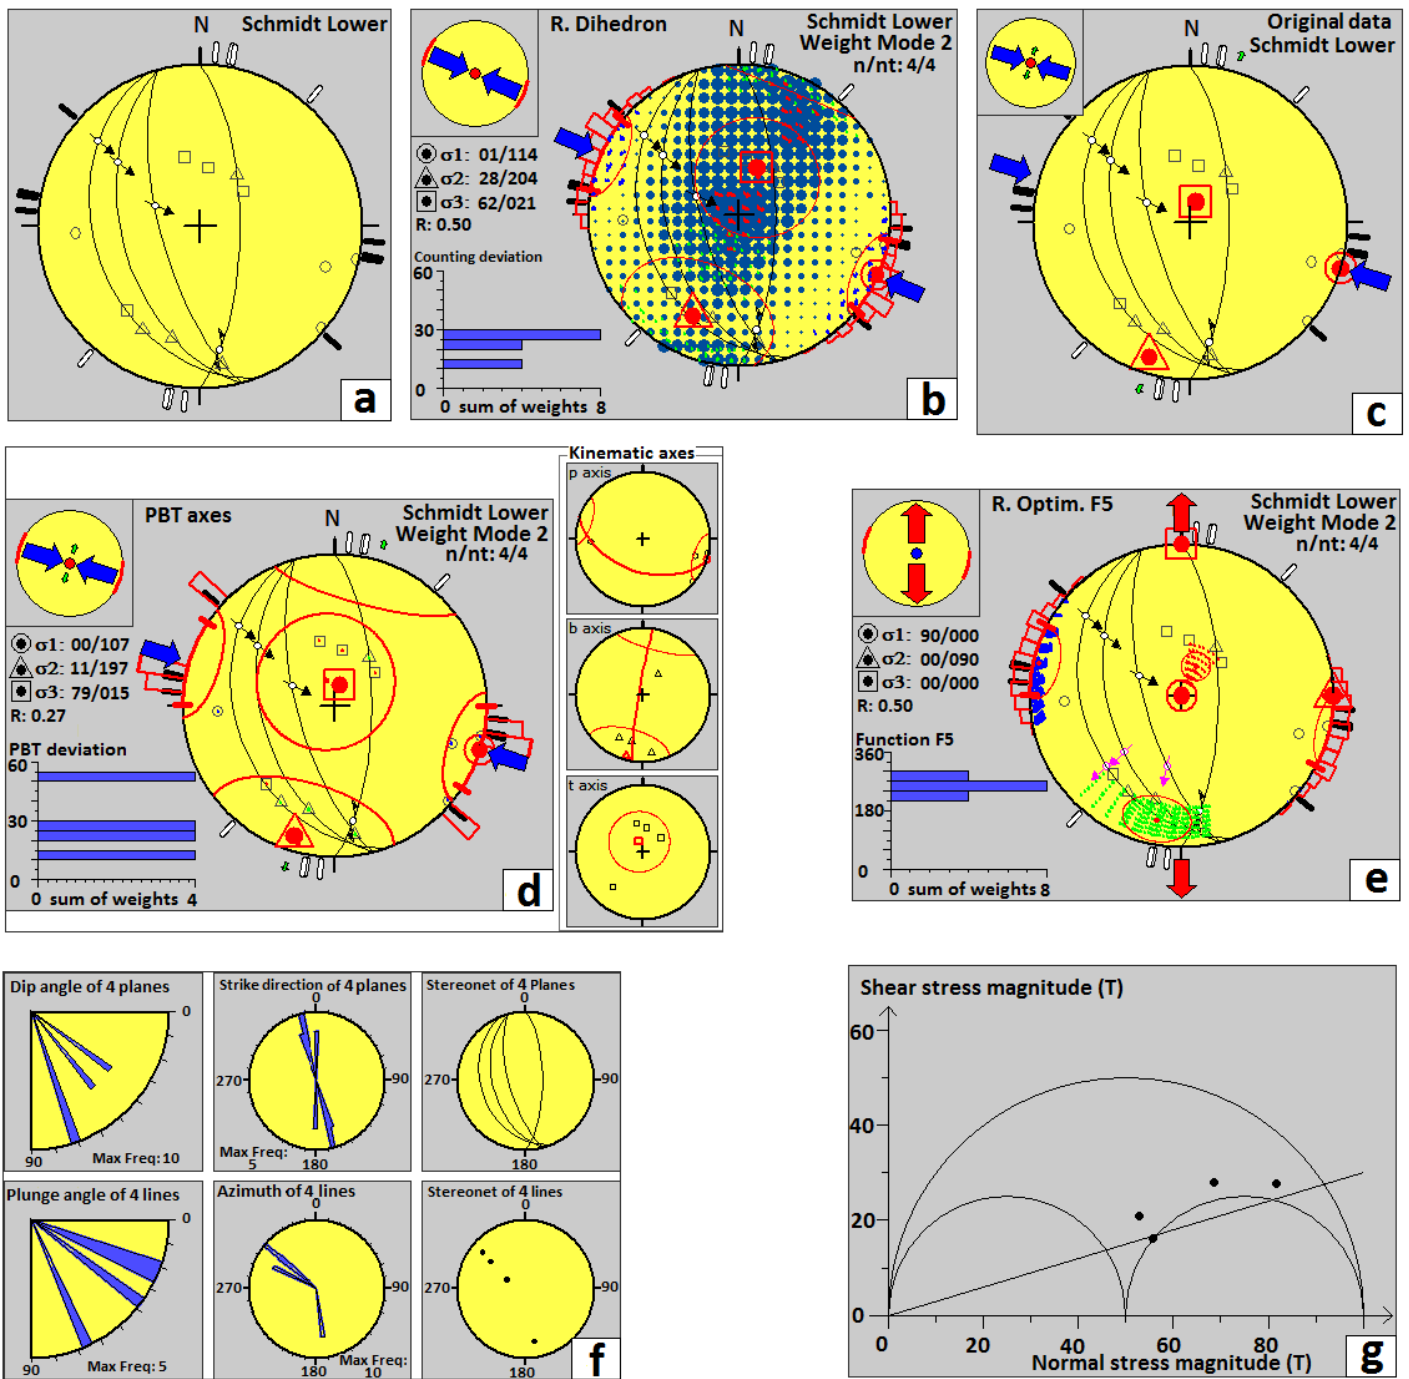 N
Schmidt Lower
a
R. Dihedron
N
Schmidt Lower
Weight Mode 2
n/nt: 4/4
σ1: 01/114
σ2: 28/204
σ3: 62/021
R: 0.50
Counting deviation
60
30
0
0 sum of weights 8
b
N
Original data
Schmidt Lower
c
PBT axes
N
Schmidt Lower
Weight Mode 2
n/nt: 4/4
σ1: 00/107
σ2: 11/197
σ3: 79/015
R: 0.27
PBT deviation
60
30
0
0 sum of weights 4
d
Kinematic axes
p axis
b axis
t axis
R. Optim. F5
Schmidt Lower
Weight Mode 2
n/nt: 4/4
σ1: 90/000
σ2: 00/090
σ3: 00/000
R: 0.50
Function F5
360
180
0
0 sum of weights 8
e
Dip angle of 4 planes
0
90
Max Freq: 10
Strike direction of 4 planes
0
270
90
Max Freq:
5
180
Stereonet of 4 Planes
0
270
90
180
Plunge angle of 4 lines
0
90
Max Freq: 5
Azimuth of 4 lines
0
270
90
180
Max Freq:
10
Stereonet of 4 lines
0
270
90
180
f
Shear stress magnitude (T)
60
40
20
0
0 20 40 60 80
Normal stress magnitude (T)
g